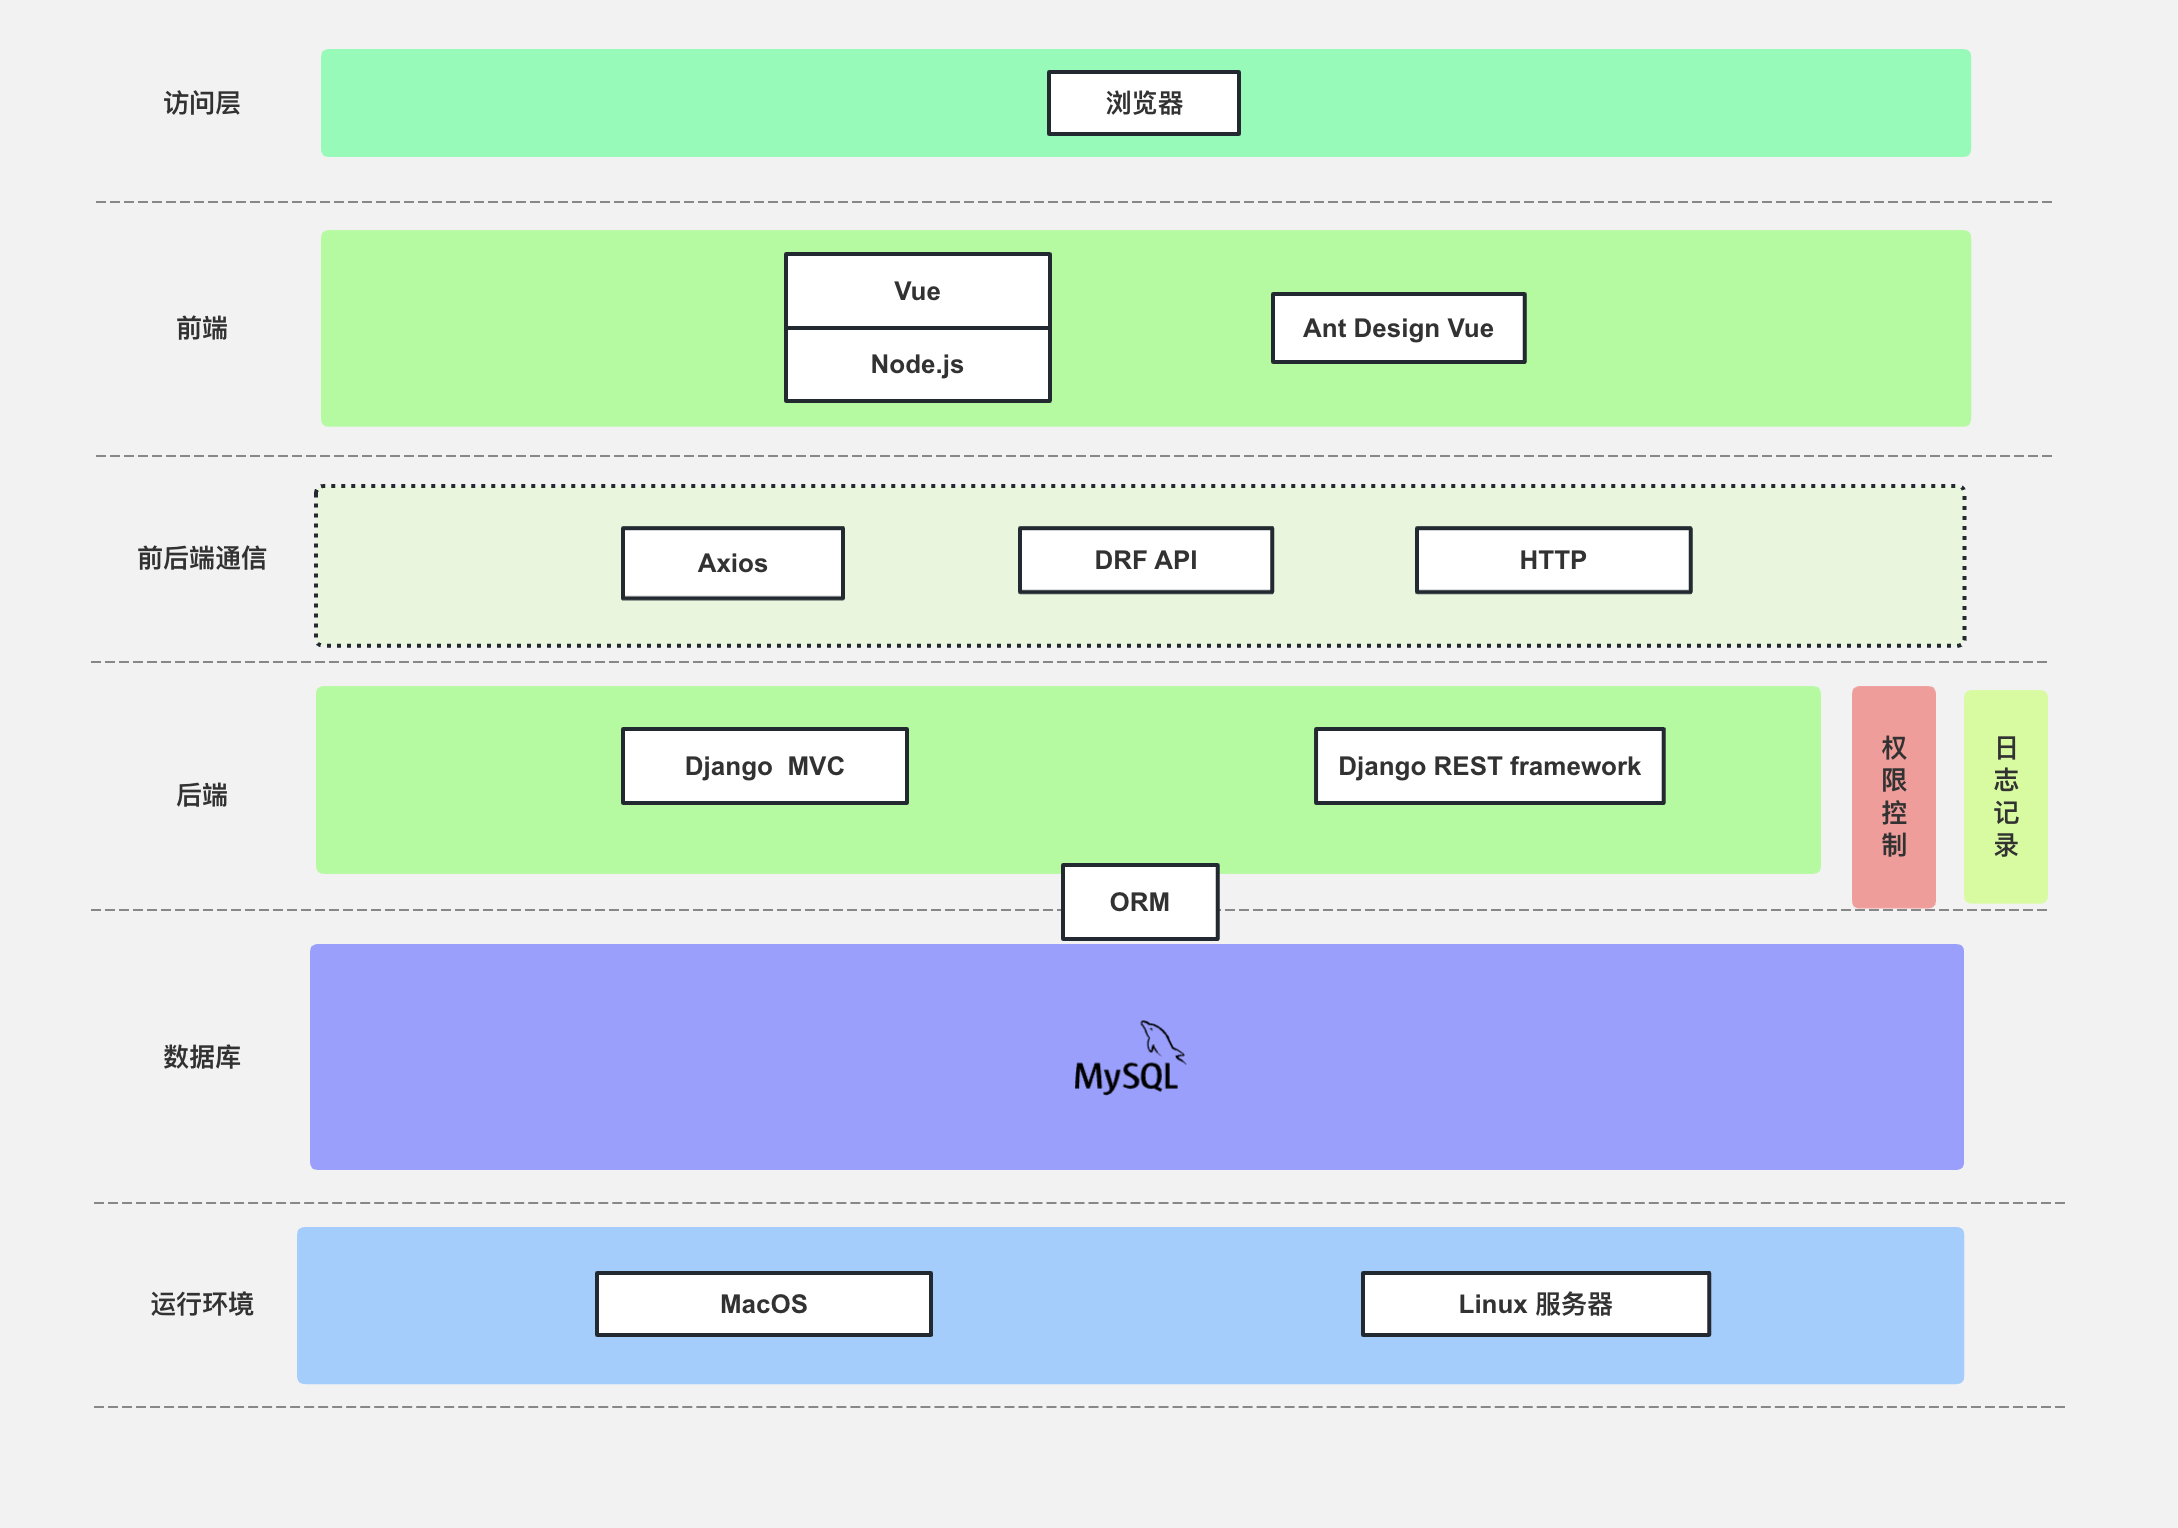 访问层
浏览器
前端
Vue
Node.js
Ant Design Vue
前后端通信
Axios
DRF API
HTTP
后端
Django  MVC
Django REST framework
权限控制
日志记录
ORM
数据库
MySQL
运行环境
MacOS
Linux 服务器